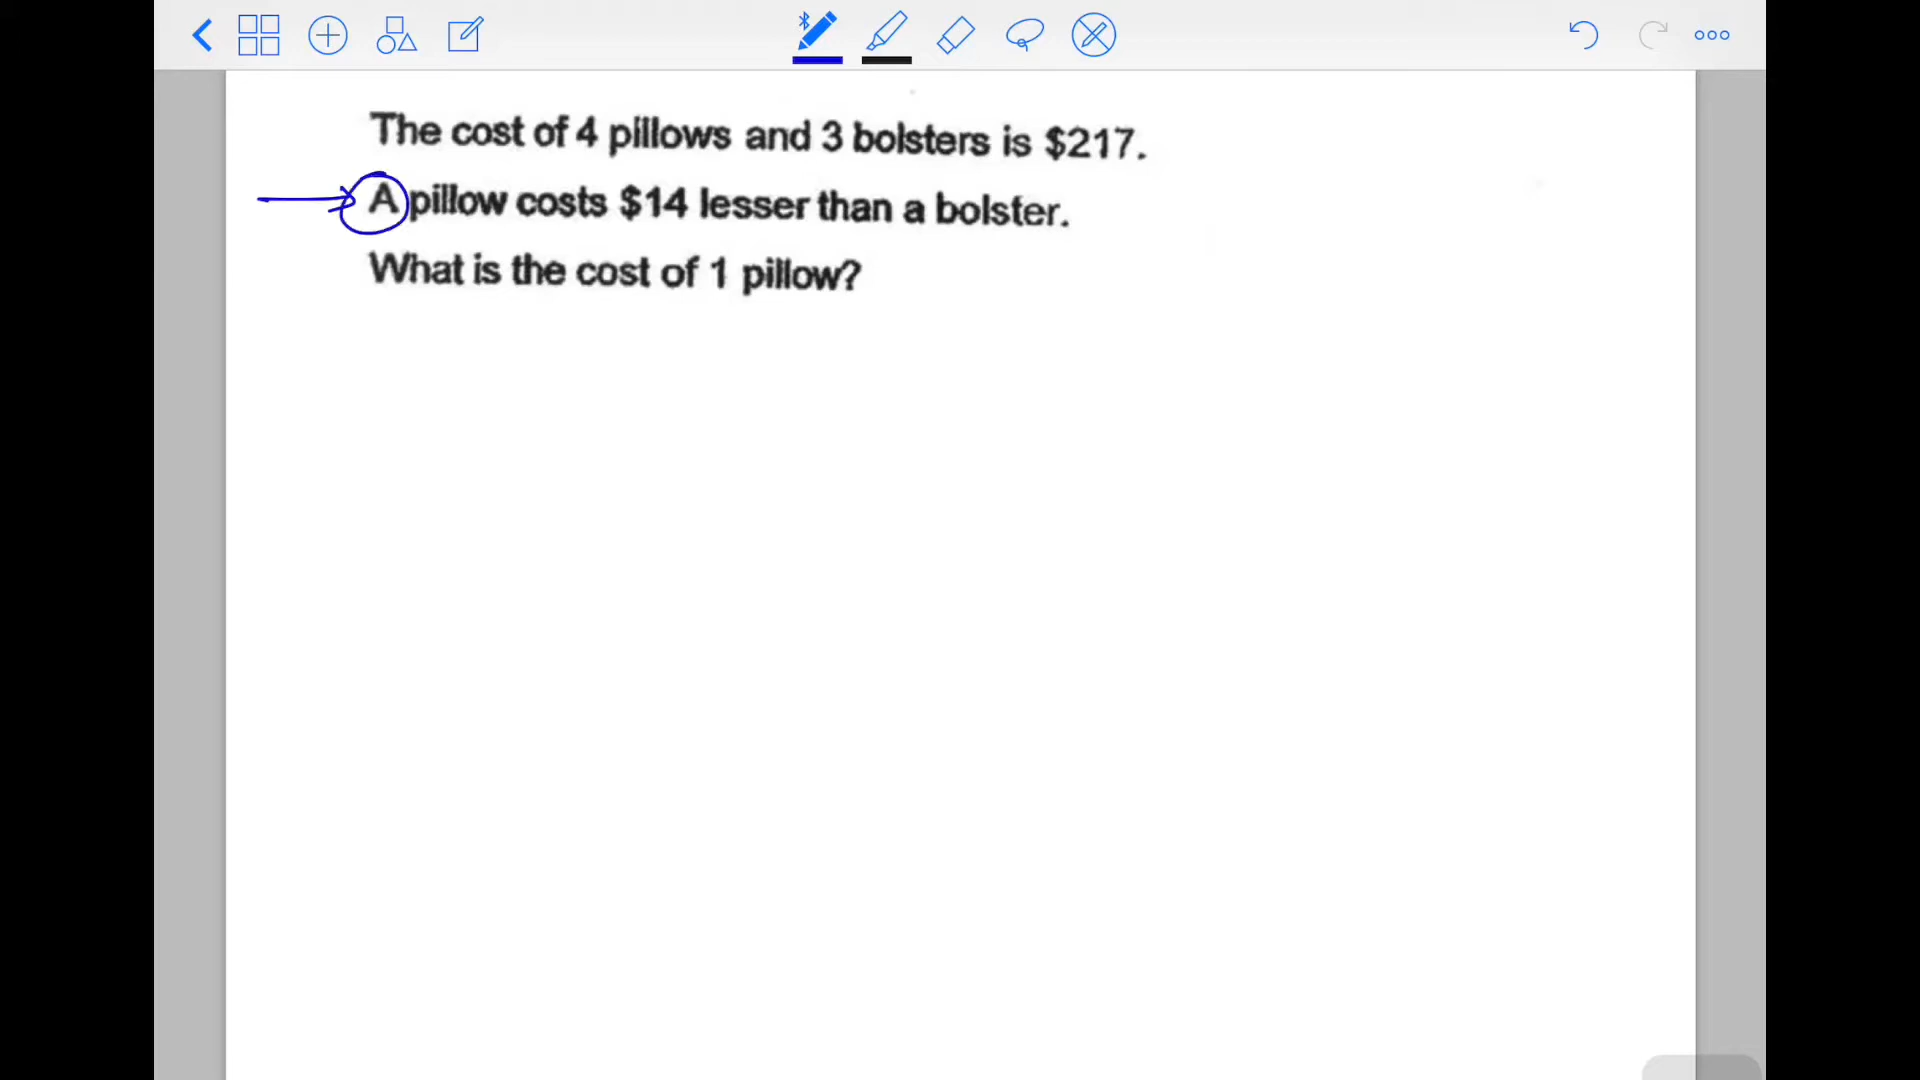 The cost of 4 pillows and 3 bolsters is $217.
A pillow costs $14 lesser than a bolster.
What is the cost of 1 pillow?